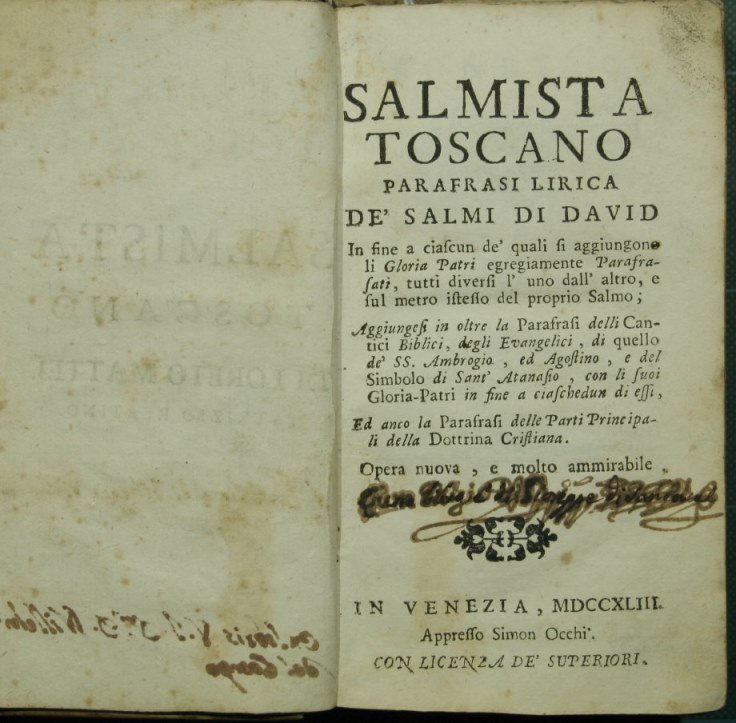 SALMISTA
TOSCANO
PARAFRASI LIRICA
DE' SALMI DI DAVID
In fine a ciaſcun de' quali ſi aggiungono
li Gloria Patri egregiamente Parafra-
ſati, tutti diverſi l' uno dall' altro, e
ſul metro iſteſſo del proprio Salmo;
Aggiungeſi in oltre la Parafraſi delli Can-
tici Biblici, degli Evangelici, di quello
de' SS. Ambrogio, ed Agoſtino, e del
Simbolo di Sant' Atanaſio, con li ſuoi
Gloria-Patri in fine a ciaſchedun di eſſi,
Ed anco la Parafraſi delle Parti Principa-
li della Dottrina Criſtiana.
Opera nuova, e molto ammirabile.
IN VENEZIA, MDCCXLIII.
Appreſſo Simon Occhi.
CON LICENZA DE' SUPERIORI.